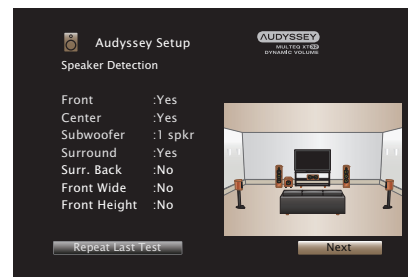 Audyssey Setup
AUDYSSEY
MULTEQ XT32
DYNAMIC VOLUME
Speaker Detection
Front :Yes
Center :Yes
Subwoofer :1 spkr
Surround :Yes
Surr. Back :No
Front Wide :No
Front Height :No
Repeat Last Test
Next